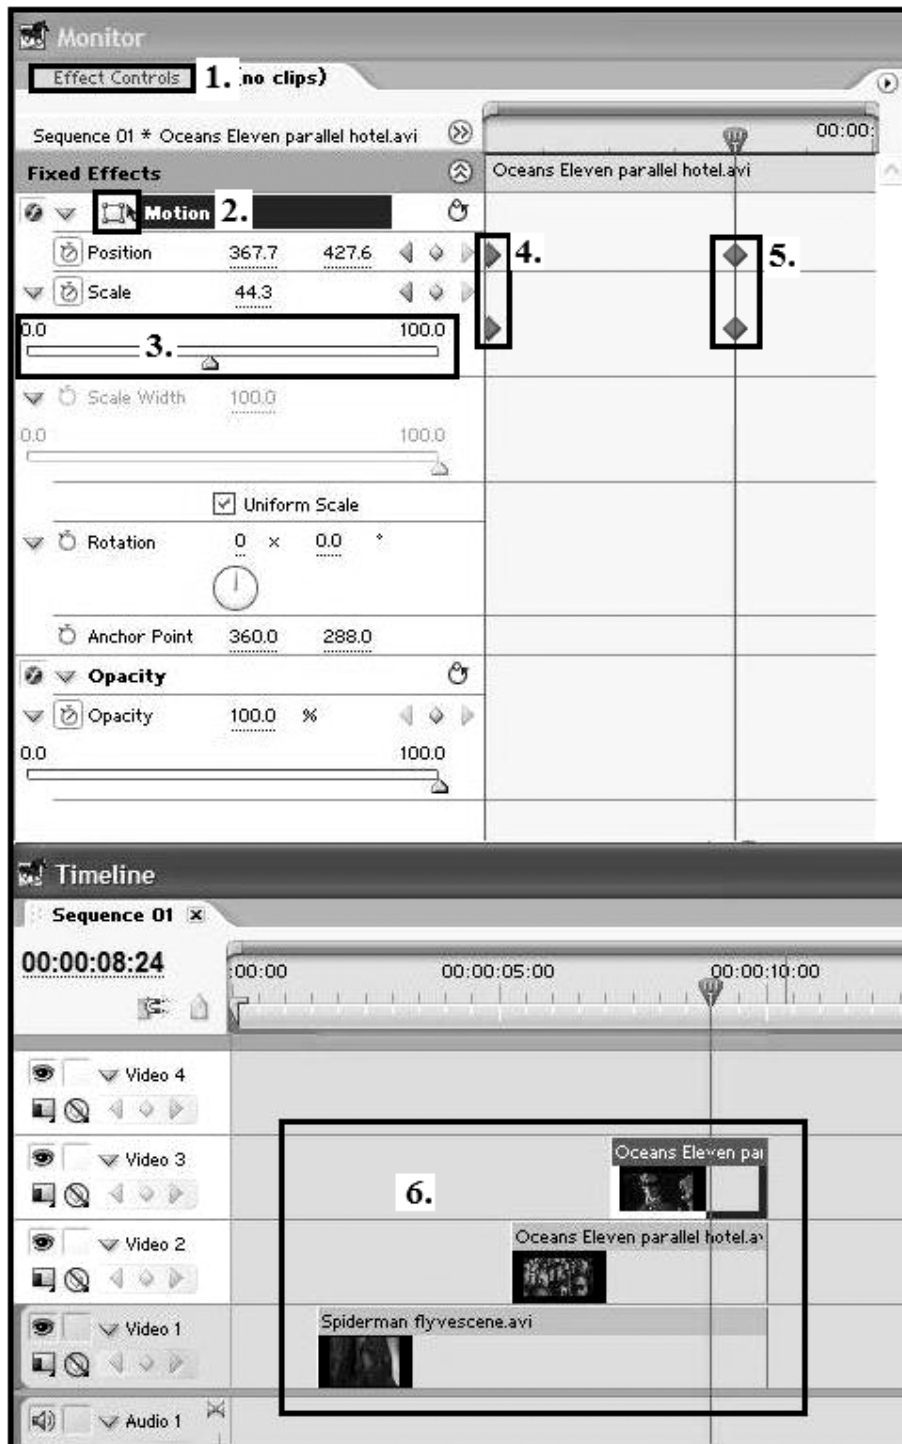 Monitor
Effect Controls 1. (no clips)
Sequence 01 * Oceans Eleven parallel hotel.avi 00:00:
Fixed Effects Oceans Eleven parallel hotel.avi
Motion 2.
Position 367.7 427.6 4. 5.
Scale 44.3
0.0 3. 100.0
Scale Width 100.0
0.0 100.0
Uniform Scale
Rotation 0 x 0.0 °
Anchor Point 360.0 288.0
Opacity
Opacity 100.0 %
0.0 100.0
Timeline
Sequence 01
00:00:08:24 :00:00 00:00:05:00 00:00:10:00
Video 4
Video 3 Oceans Eleven par
6.
Video 2 Oceans Eleven parallel hotel.av
Video 1 Spiderman flyvescene.avi
Audio 1